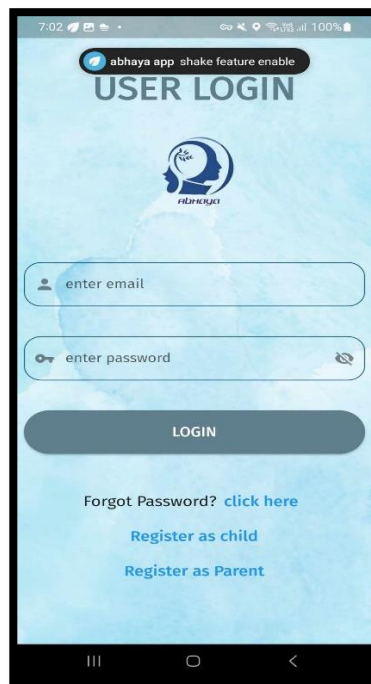 7:02 100%
abhaya app shake feature enable
USER LOGIN
ABHAYA
enter email
enter password
LOGIN
Forgot Password? click here
Register as child
Register as Parent